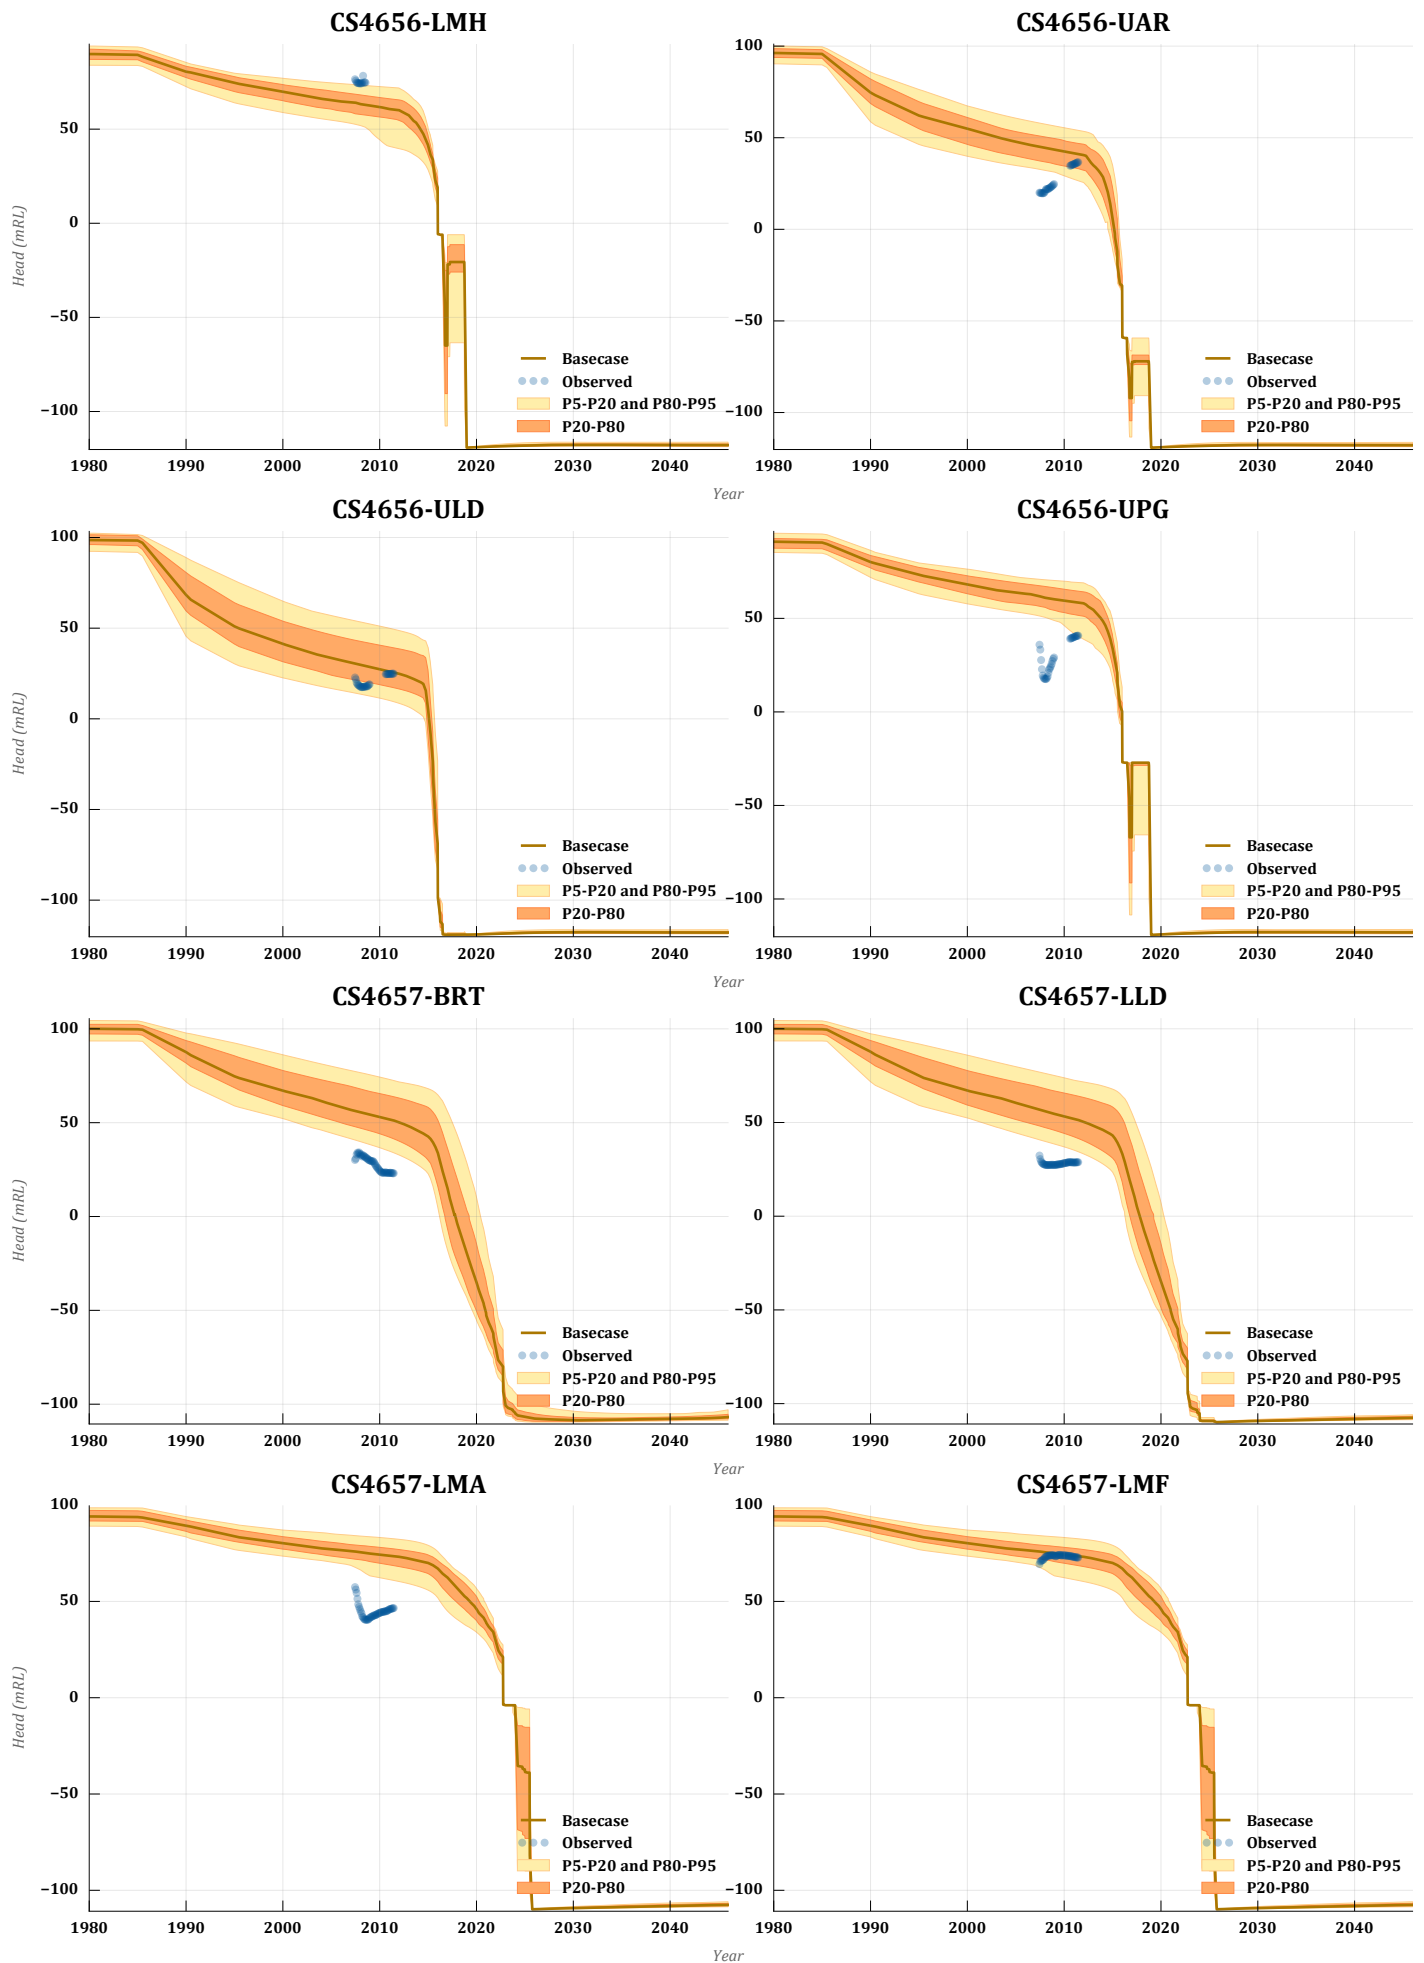 CS4656-LMH
CS4656-UAR
Head (mRL)
50
0
−50
−100
1980 1990 2000 2010 2020 2030 2040
Basecase
Observed
P5-P20 and P80-P95
P20-P80
100
50
0
−50
−100
1980 1990 2000 2010 2020 2030 2040
Basecase
Observed
P5-P20 and P80-P95
P20-P80
Year
CS4656-ULD
CS4656-UPG
Head (mRL)
100
50
0
−50
−100
1980 1990 2000 2010 2020 2030 2040
Basecase
Observed
P5-P20 and P80-P95
P20-P80
50
0
−50
−100
1980 1990 2000 2010 2020 2030 2040
Basecase
Observed
P5-P20 and P80-P95
P20-P80
Year
CS4657-BRT
CS4657-LLD
Head (mRL)
100
50
0
−50
−100
1980 1990 2000 2010 2020 2030 2040
Basecase
Observed
P5-P20 and P80-P95
P20-P80
100
50
0
−50
−100
1980 1990 2000 2010 2020 2030 2040
Basecase
Observed
P5-P20 and P80-P95
P20-P80
Year
CS4657-LMA
CS4657-LMF
Head (mRL)
100
50
0
−50
−100
1980 1990 2000 2010 2020 2030 2040
Basecase
Observed
P5-P20 and P80-P95
P20-P80
100
50
0
−50
−100
1980 1990 2000 2010 2020 2030 2040
Basecase
Observed
P5-P20 and P80-P95
P20-P80
Year